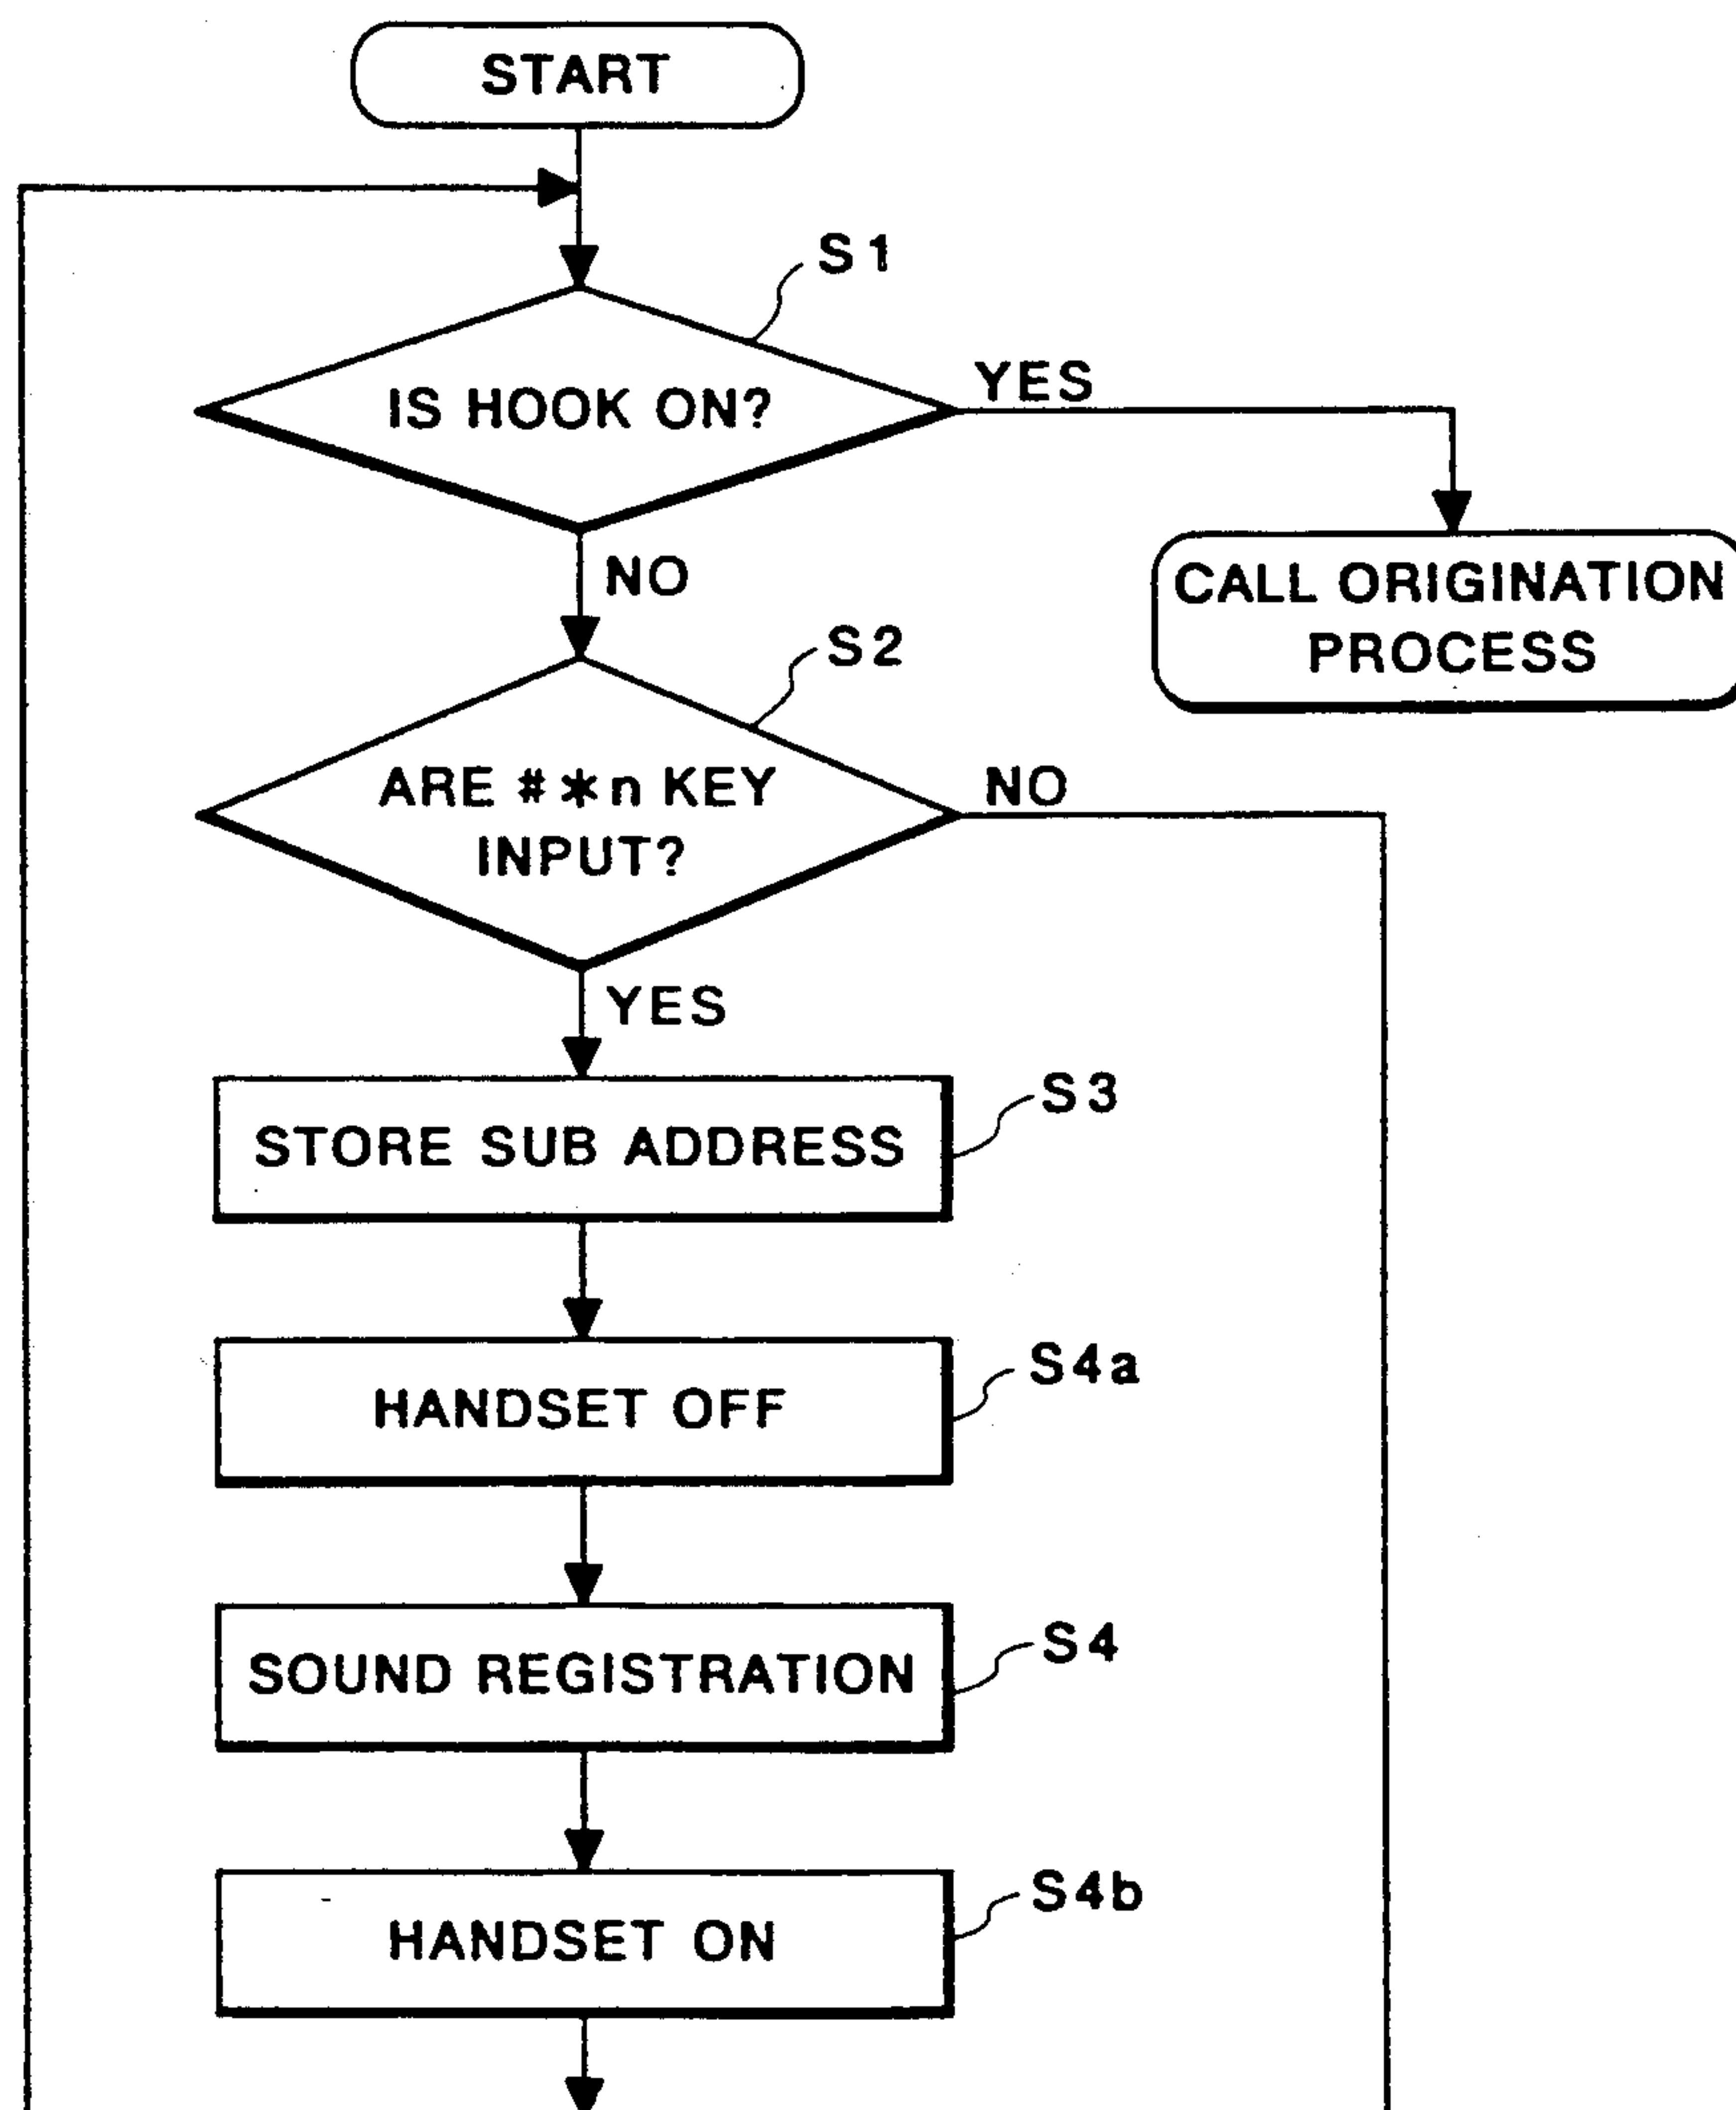 START
S1
IS HOOK ON?
YES
NO
CALL ORIGINATION
PROCESS
S2
ARE #*n KEY
INPUT?
NO
YES
S3
STORE SUB ADDRESS
S4a
HANDSET OFF
S4
SOUND REGISTRATION
S4b
HANDSET ON